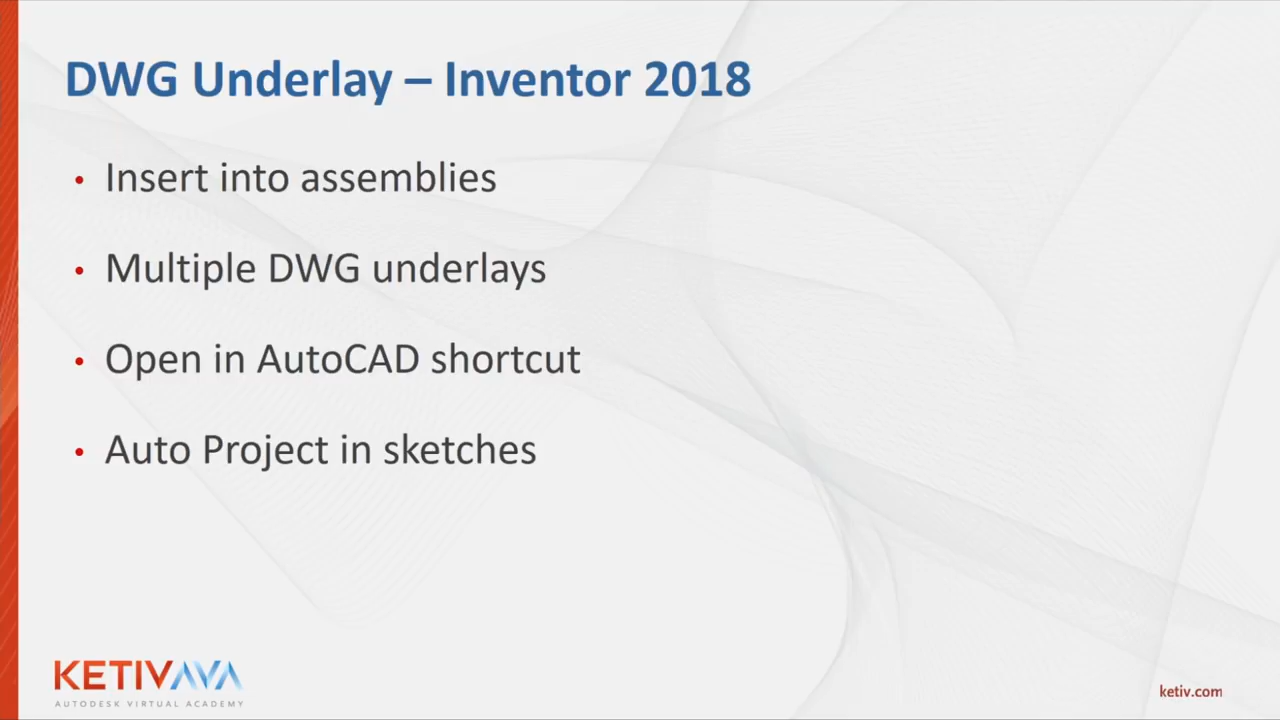 DWG Underlay – Inventor 2018
• Insert into assemblies
• Multiple DWG underlays
• Open in AutoCAD shortcut
• Auto Project in sketches
KETIVAVA
AUTODESK VIRTUAL ACADEMY
ketiv.com